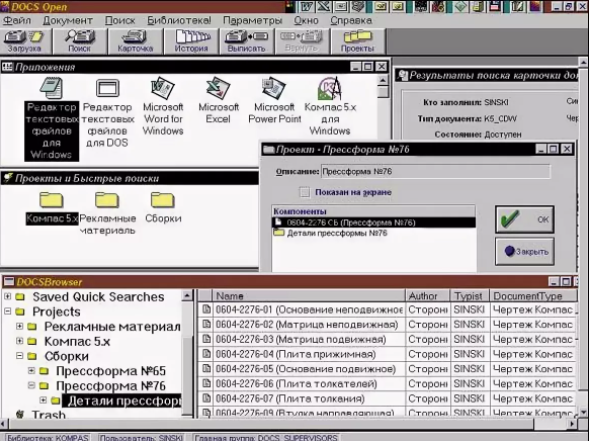 DOCS Open
Файл Документ Поиск Библиотека! Параметры Окно Справка
Загрузка Поиск Карточка История Выписать Вернуть Проекты
Приложения
Редактор текстовых файлов для Windows
Редактор текстовых файлов для DOS
Microsoft Word for Windows
Microsoft Excel
Microsoft Power Point
Компас 5.x для Windows
Результаты поиска карточки
Кто заполнил: SINSKI
Тип документа: K5_CDW
Состояние: Доступен
Проект - Прессформа №76
Описание: Прессформа №76
Показан на экране
Компоненты
0604-2276 СБ (Прессформа №76)
Детали прессформы №76
OK
Закрыть
Проекты и Быстрые поиски
Компас 5.x
Рекламные материаль
Сборки
DOCSBrowser
Saved Quick Searches
Projects
Рекламные материал
Компас 5.x
Сборки
Прессформа №65
Прессформа №76
Детали прессфор
Trash
Name Author Typist DocumentType
0604-2276-01 (Основание неподвижное Сторон SINSKI Чертеж Компас
0604-2276-02 (Матрица неподвижная) Сторон SINSKI Чертеж Компас
0604-2276-03 (Матрица подвижная) Сторон SINSKI Чертеж Компас
0604-2276-04 (Плита прижимная) Сторон SINSKI Чертеж Компас
0604-2276-05 (Основание подвижное) Сторон SINSKI Чертеж Компас
0604-2276-06 (Плита толкателей) Сторон SINSKI Чертеж Компас
0604-2276-07 (Плита толкания) Сторон SINSKI Чертеж Компас
0604-2276-09 (Втулка направляющая) Сторон SINSKI Чертеж Компас
Библиотека: KOMPAS Пользователь: SINSKI Главная группа: DOCS_SUPERVISORS